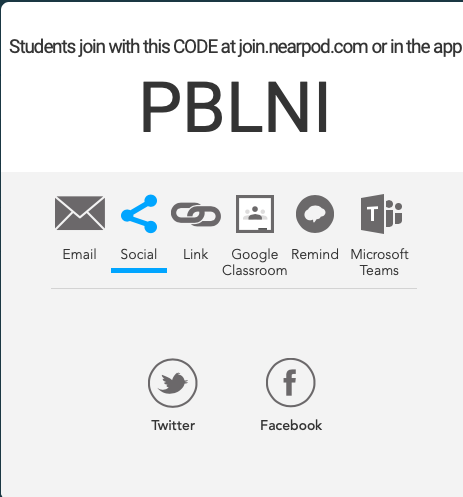 Students join with this CODE at join.nearpod.com or in the app
PBLNI
Email
Social
Link
Google
Classroom
Remind
Microsoft
Teams
T
Twitter
Facebook